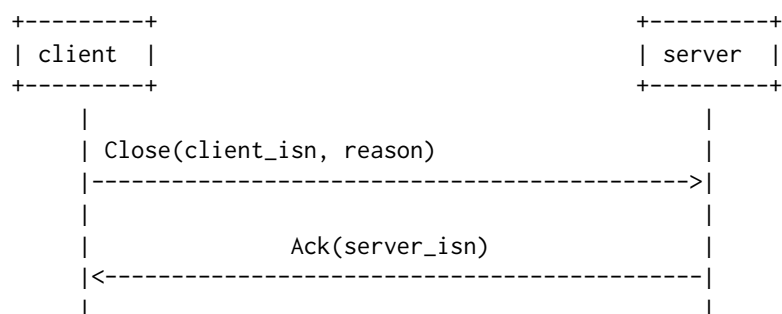 client server
Close(client_isn, reason)
Ack(server_isn)